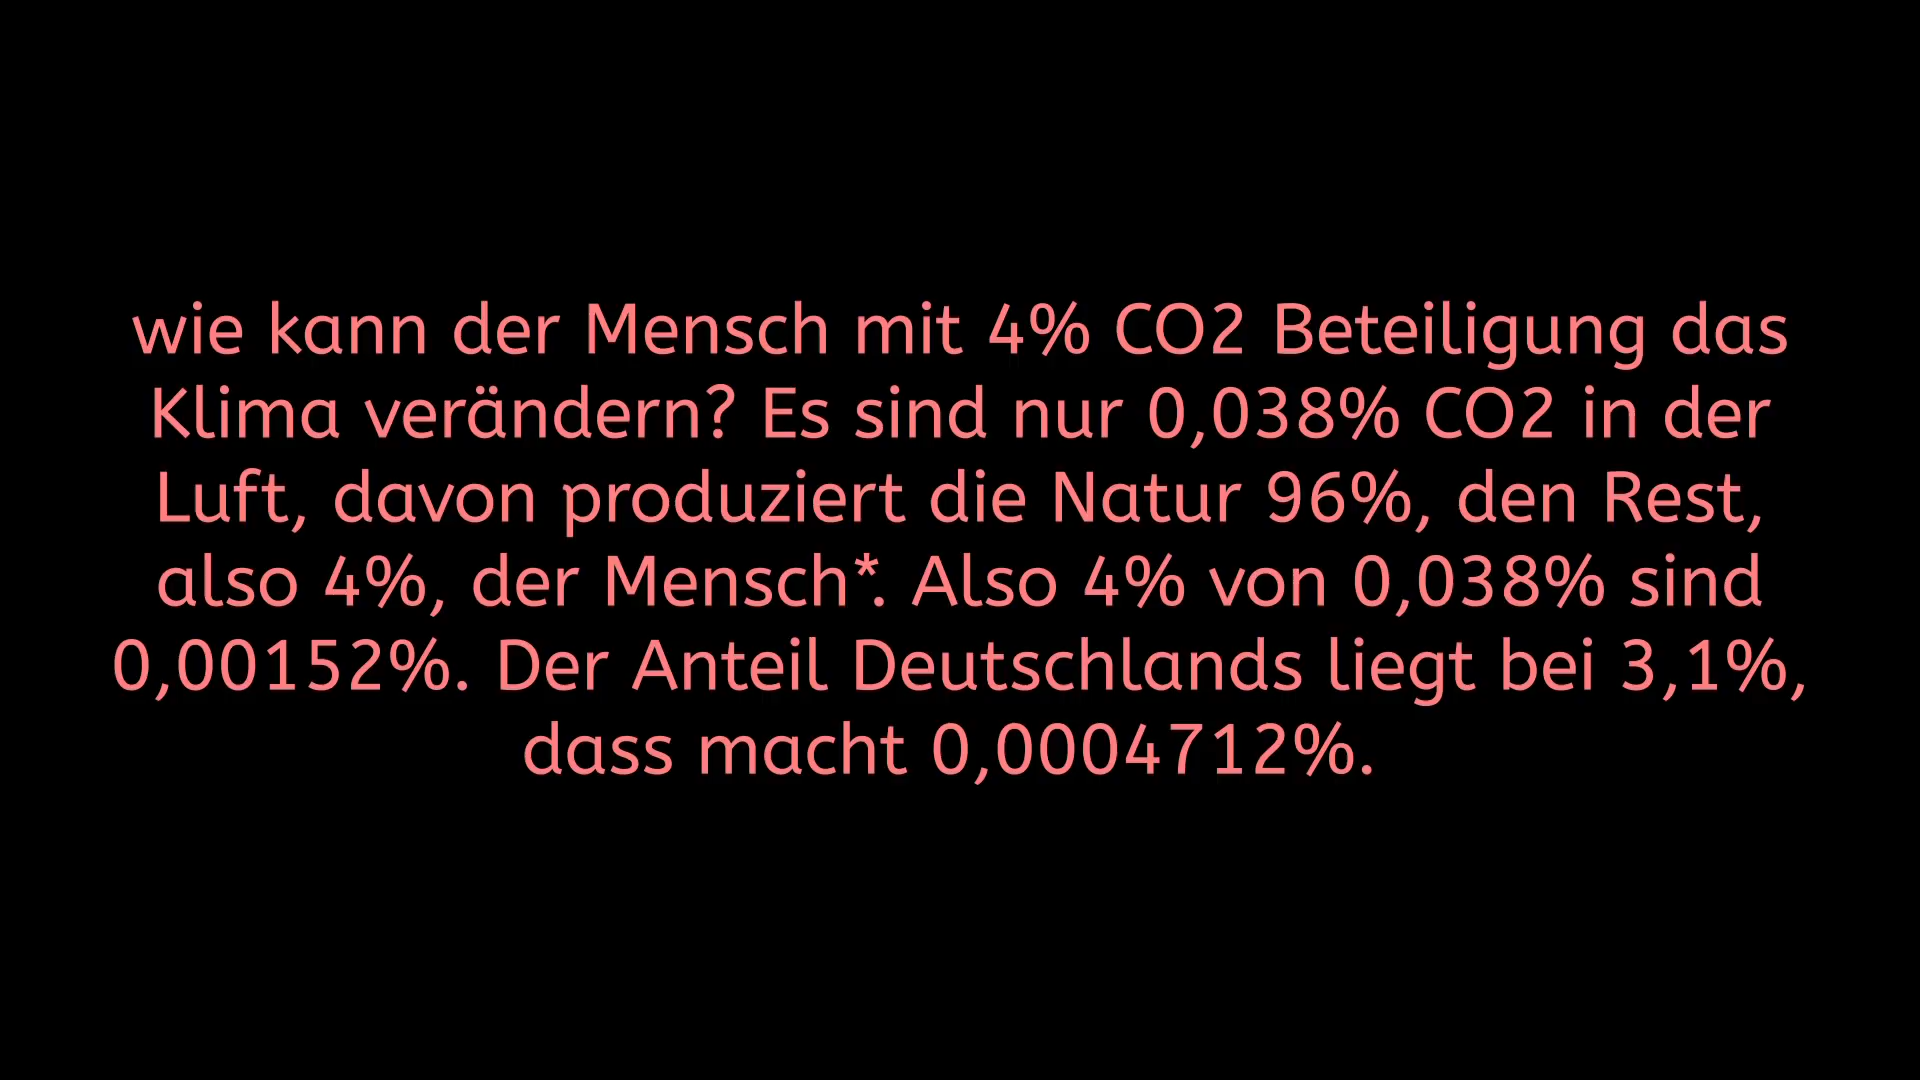 wie kann der Mensch mit 4% CO2 Beteiligung das
Klima verändern? Es sind nur 0,038% CO2 in der
Luft, davon produziert die Natur 96%, den Rest,
also 4%, der Mensch*. Also 4% von 0,038% sind
0,00152%. Der Anteil Deutschlands liegt bei 3,1%,
dass macht 0,0004712%.